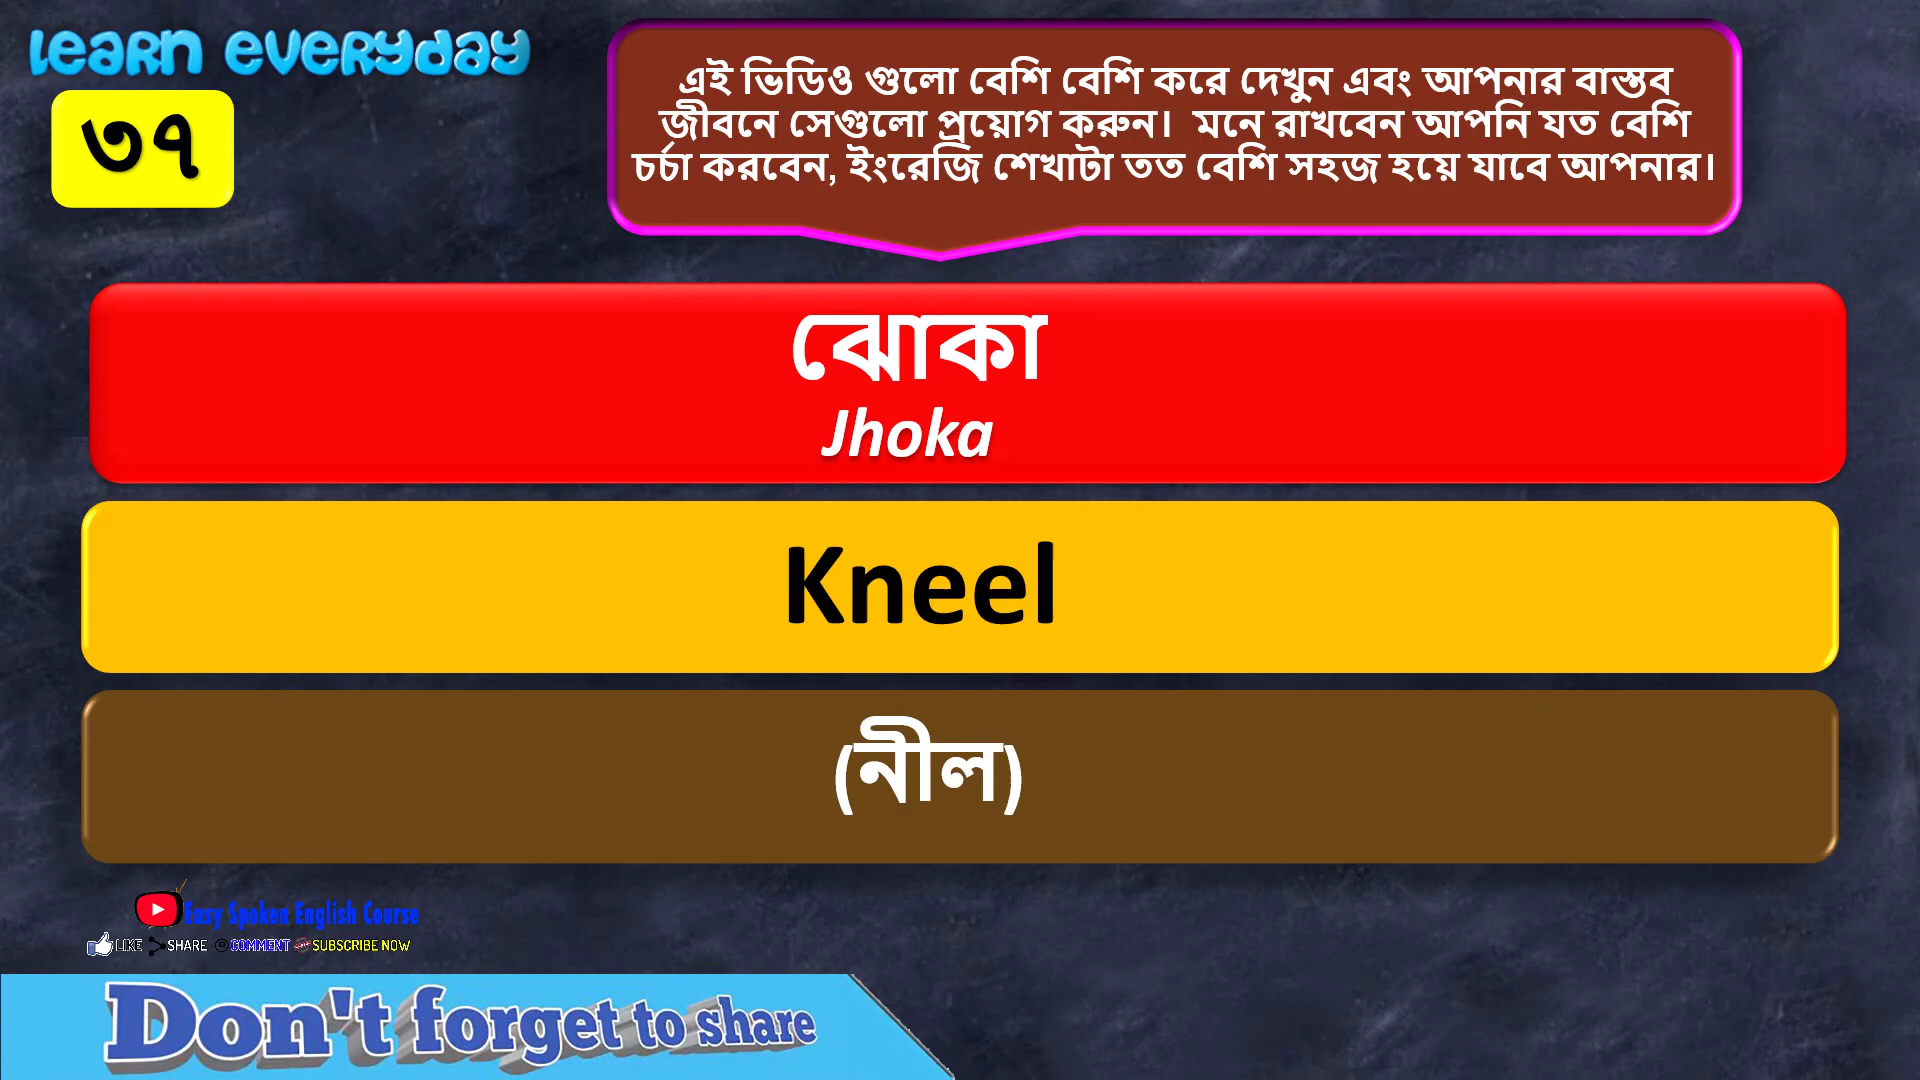 Learn Everyday
৩৭
এই ভিডিও গুলো বেশি বেশি করে দেখুন এবং আপনার বাস্তব
জীবনে সেগুলো প্রয়োগ করুন। মনে রাখবেন আপনি যত বেশি
চর্চা করবেন, ইংরেজি শেখাটা তত বেশি সহজ হয়ে যাবে আপনার।
ঝোকা
Jhoka
Kneel
(নীল)
Easy Spoken English Course
LIKE SHARE COMMENT SUBSCRIBE NOW
Don't forget to share